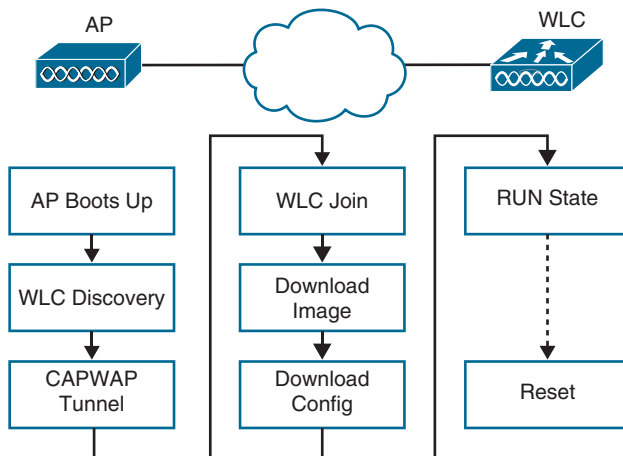 AP
WLC
AP Boots Up
WLC Discovery
CAPWAP
Tunnel
WLC Join
Download
Image
Download
Config
RUN State
Reset